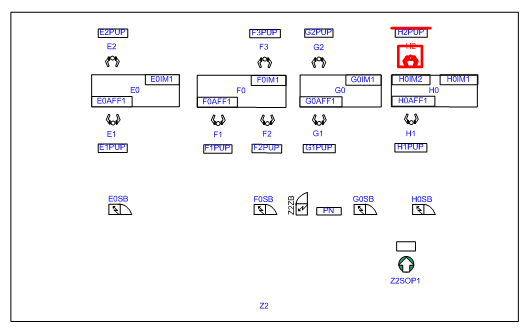 E2PUP F3PUP G2PUP H2PUP
E2 F3 G2 H2
E0IM1 F0IM1 G0IM1 H0IM2 H0IM1
E0 F0 G0 H0
E0AFF1 F0AFF1 G0AFF1 H0AFF1
E1 F1 F2 G1 H1
E1PUP F1PUP F2PUP G1PUP H1PUP
E0SB F0SB Z2ZB G0SB H0SB
PN
Z2SOP1
Z2